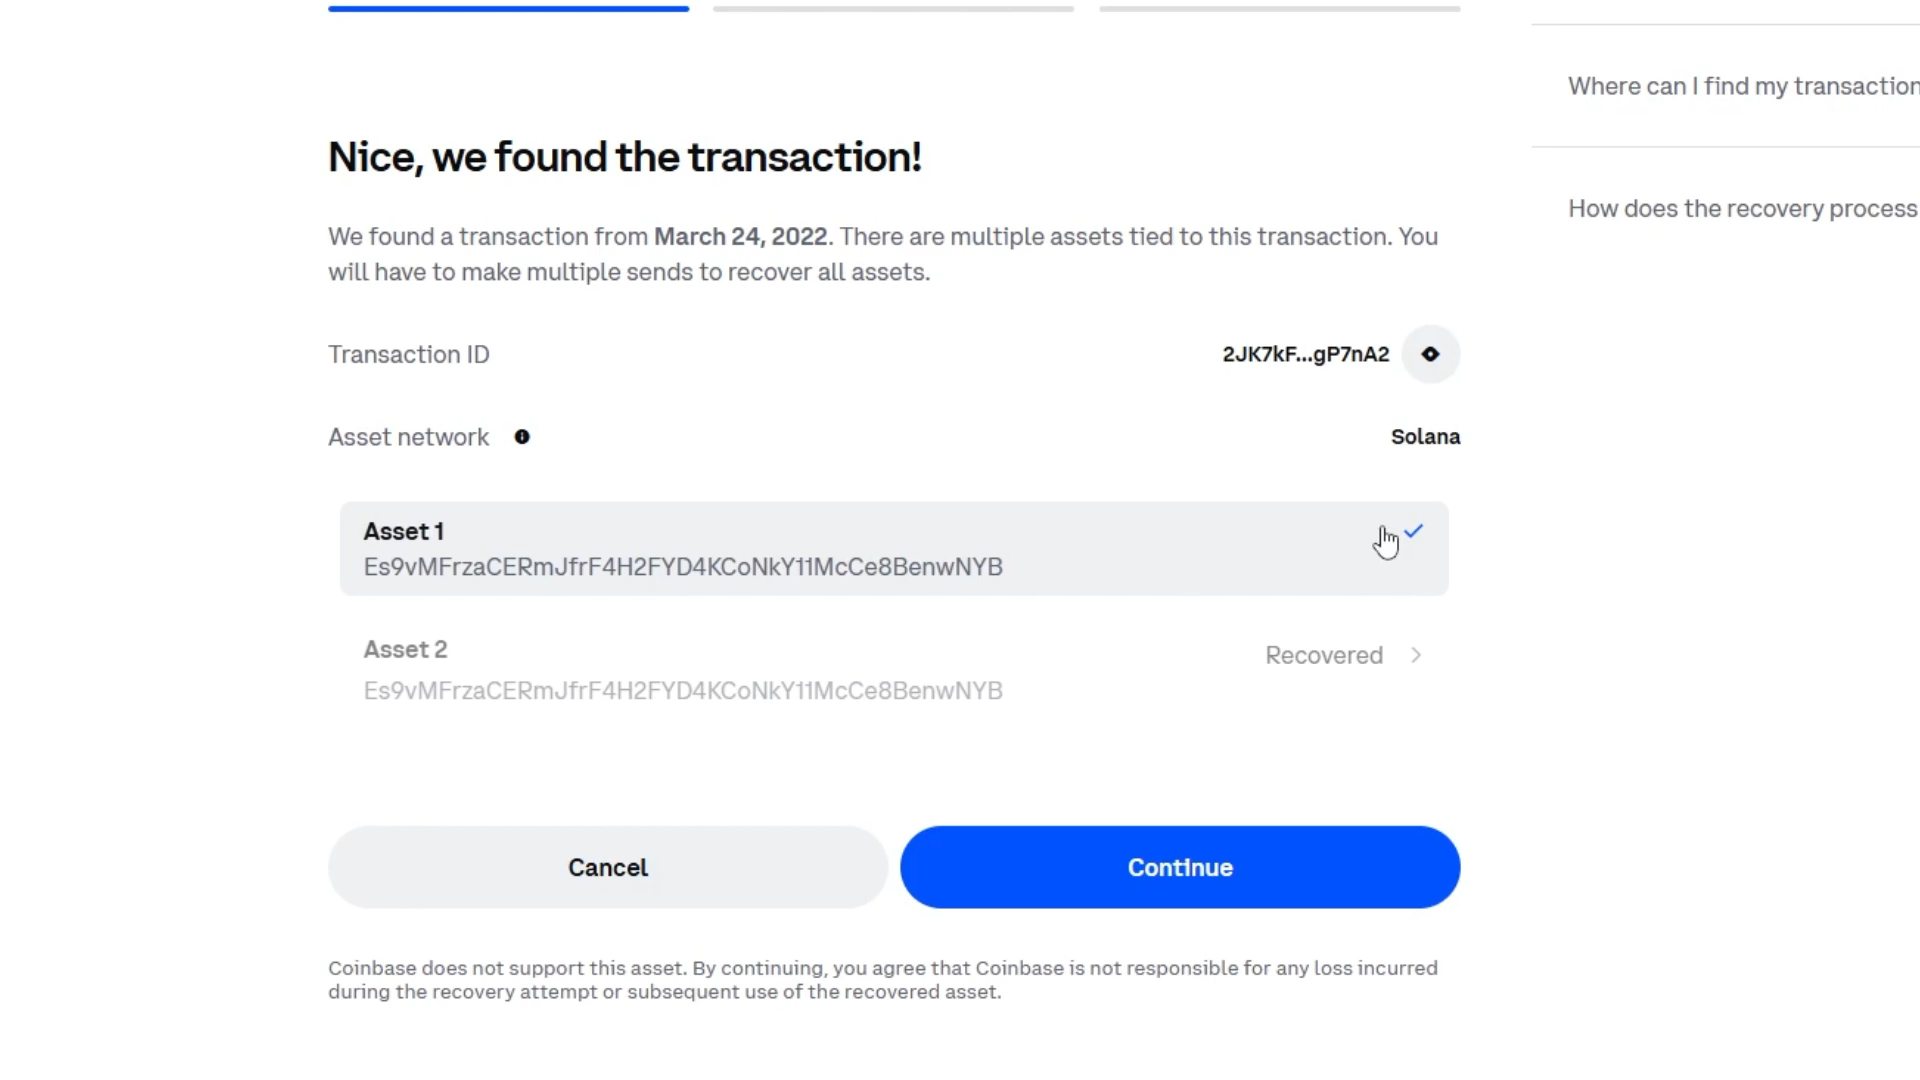 Nice, we found the transaction!
We found a transaction from March 24, 2022. There are multiple assets tied to this transaction. You
will have to make multiple sends to recover all assets.
Transaction ID
2JK7kF...gP7nA2
Asset network
Solana
Asset 1
Es9vMFrzaCERmJfrF4H2FYD4KCoNkY11McCe8BenwNYB
Asset 2
Recovered
Es9vMFrzaCERmJfrF4H2FYD4KCoNkY11McCe8BenwNYB
Cancel
Continue
Coinbase does not support this asset. By continuing, you agree that Coinbase is not responsible for any loss incurred
during the recovery attempt or subsequent use of the recovered asset.
Where can I find my transaction
How does the recovery process